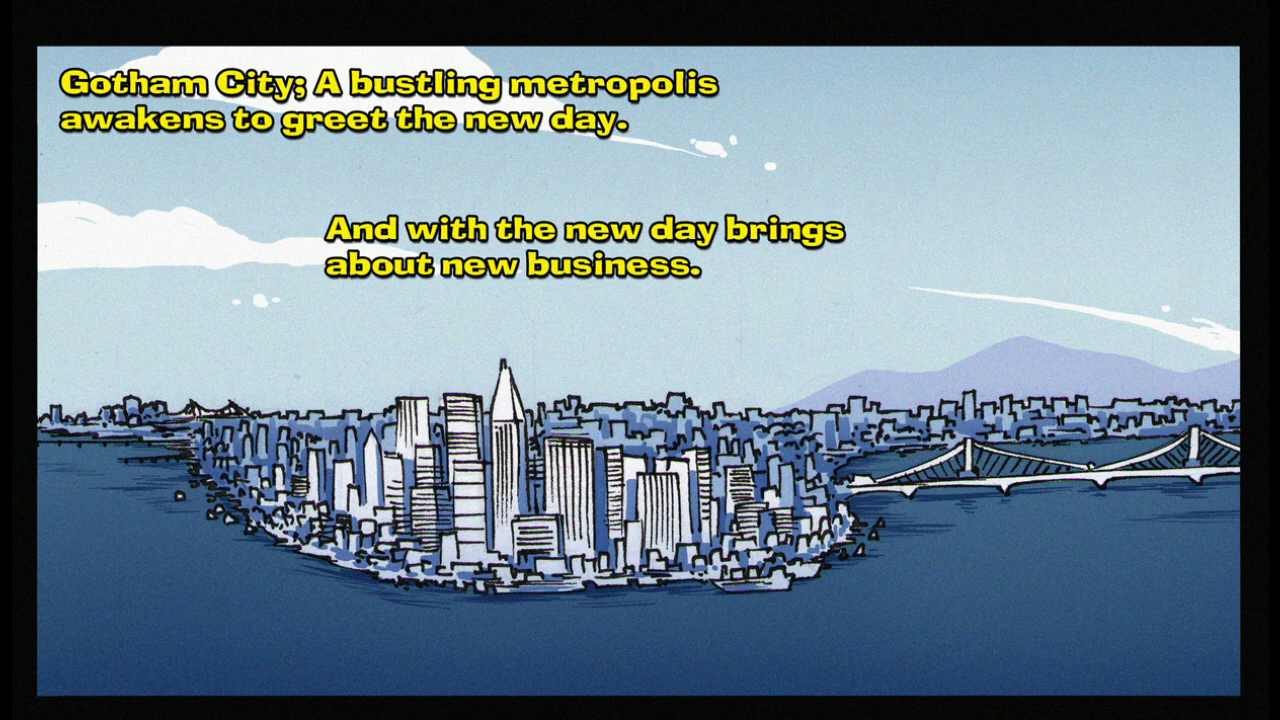 Gotham City; A bustling metropolis
awakens to greet the new day.
And with the new day brings
about new business.